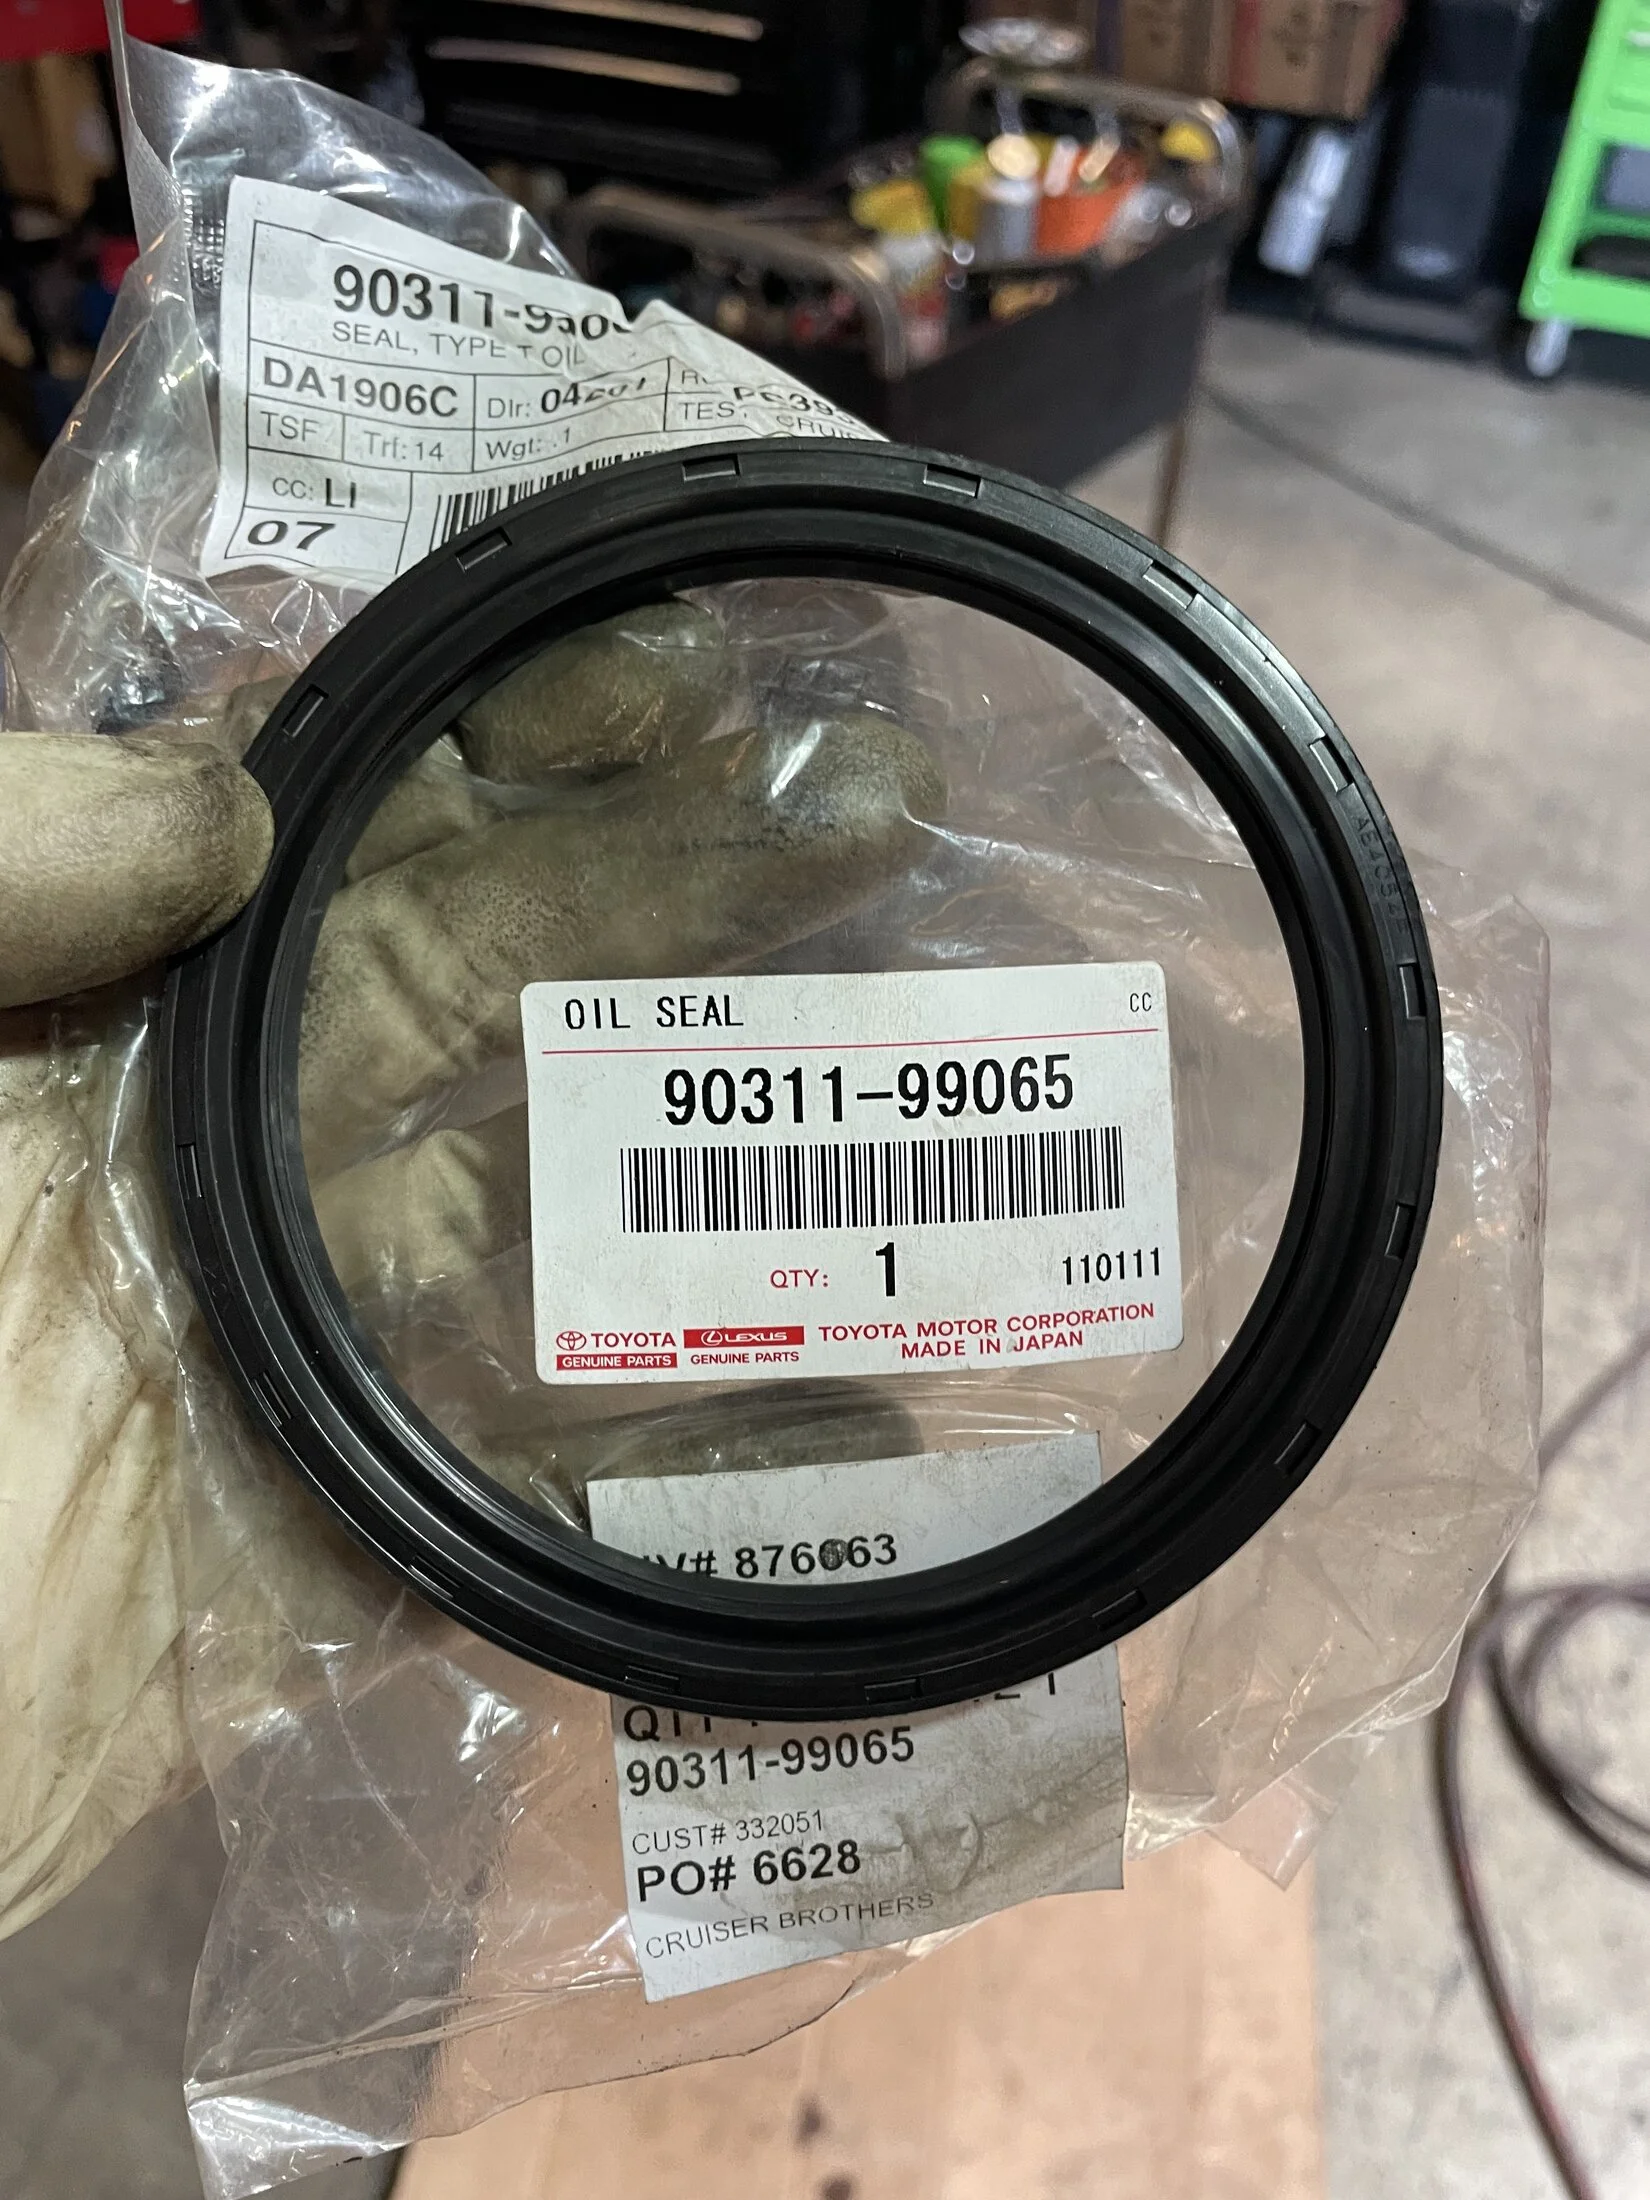 SEAL, TYPE T OIL
DA1906C
Dlr:
TSF
Trf: 14
Wgt: .1
CC: LI
07
OIL SEAL
CC
90311-99065
QTY: 1
110111
TOYOTA
GENUINE PARTS
LEXUS
GENUINE PARTS
TOYOTA MOTOR CORPORATION
MADE IN JAPAN
90311-99065
CUST# 332051
PO# 6628
CRUISER BROTHERS